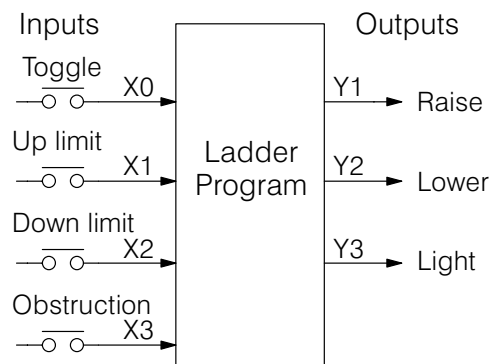 Inputs
Outputs
Toggle
X0
Y1
Raise
Up limit
X1
Ladder
Program
Y2
Lower
Down limit
X2
Y3
Light
Obstruction
X3